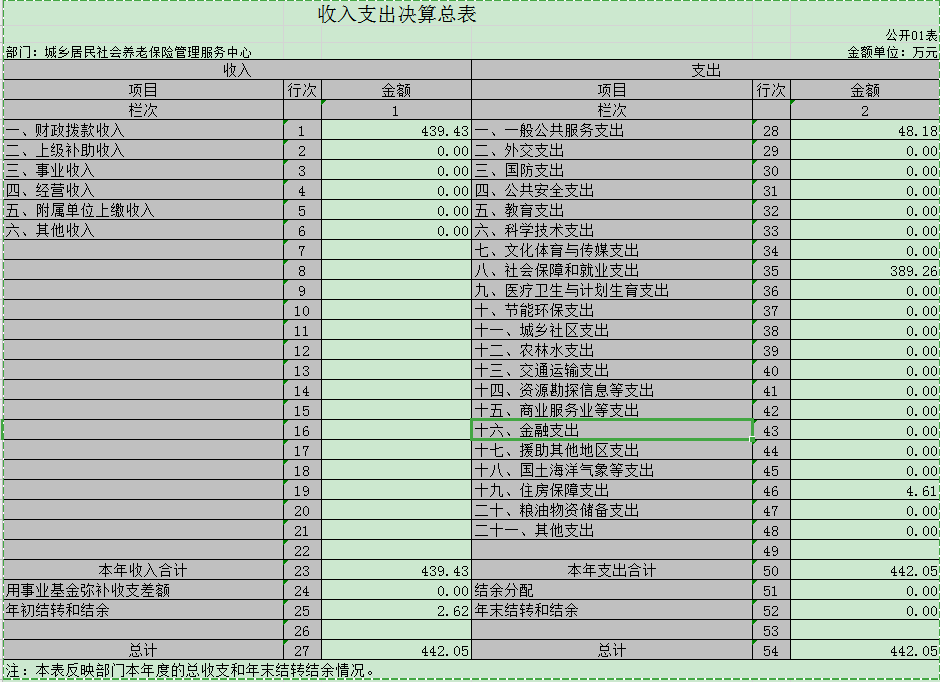 收入支出决算总表
公开01表
部门：城乡居民社会养老保险管理服务中心 金额单位：万元
收入 支出
项目 行次 金额 项目 行次 金额
栏次 1 栏次 2
一、财政拨款收入 1 439.43 一、一般公共服务支出 28 48.18
二、上级补助收入 2 0.00 二、外交支出 29 0.00
三、事业收入 3 0.00 三、国防支出 30 0.00
四、经营收入 4 0.00 四、公共安全支出 31 0.00
五、附属单位上缴收入 5 0.00 五、教育支出 32 0.00
六、其他收入 6 0.00 六、科学技术支出 33 0.00
7 七、文化体育与传媒支出 34 0.00
8 八、社会保障和就业支出 35 389.26
9 九、医疗卫生与计划生育支出 36 0.00
10 十、节能环保支出 37 0.00
11 十一、城乡社区支出 38 0.00
12 十二、农林水支出 39 0.00
13 十三、交通运输支出 40 0.00
14 十四、资源勘探信息等支出 41 0.00
15 十五、商业服务业等支出 42 0.00
16 十六、金融支出 43 0.00
17 十七、援助其他地区支出 44 0.00
18 十八、国土海洋气象等支出 45 0.00
19 十九、住房保障支出 46 4.61
20 二十、粮油物资储备支出 47 0.00
21 二十一、其他支出 48 0.00
22 49
本年收入合计 23 439.43 本年支出合计 50 442.05
用事业基金弥补收支差额 24 0.00 结余分配 51 0.00
年初结转和结余 25 2.62 年末结转和结余 52 0.00
26 53
总计 27 442.05 总计 54 442.05
注：本表反映部门本年度的总收支和年末结转结余情况。